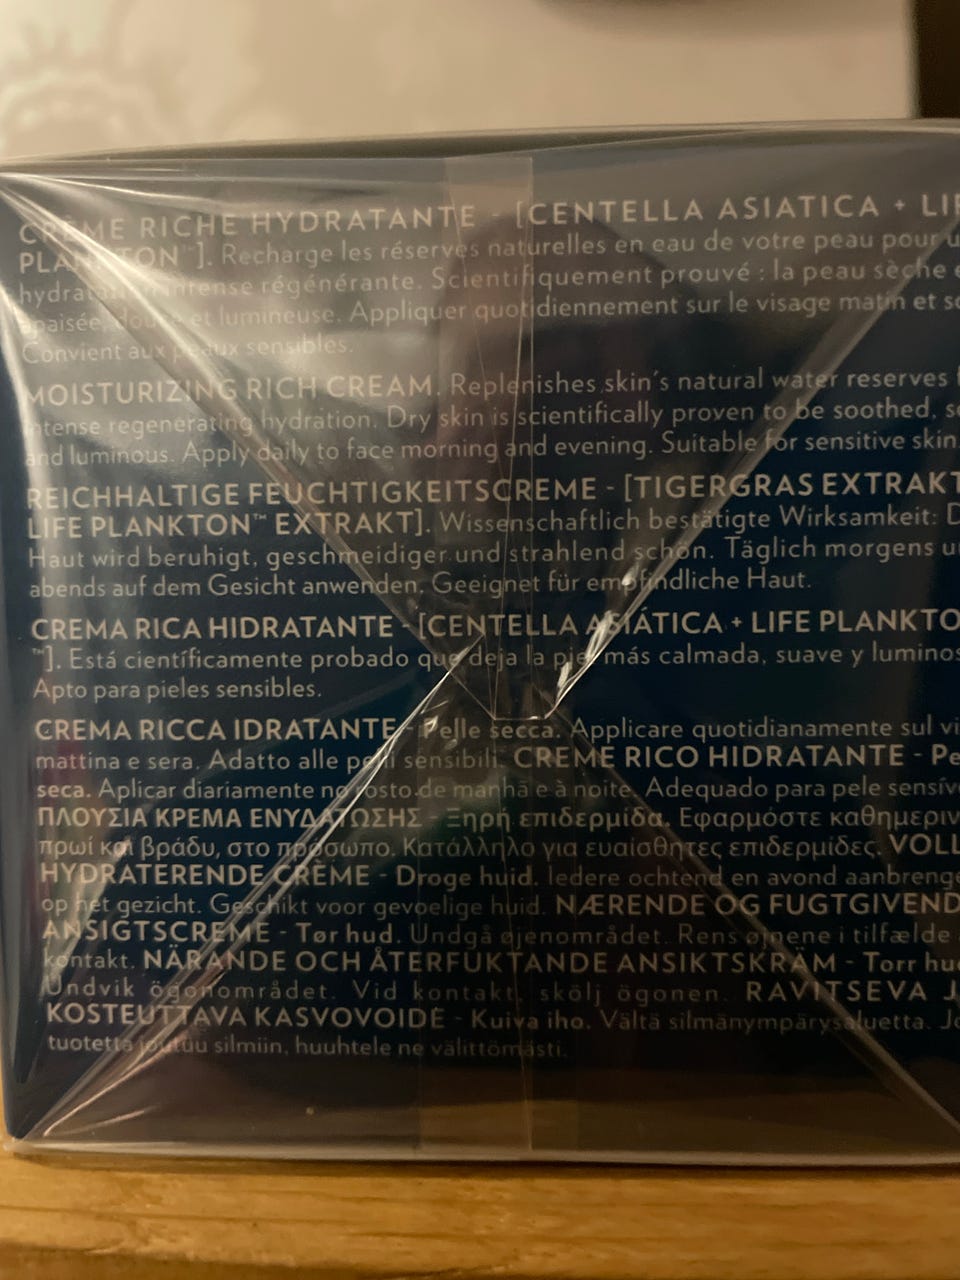 CRÈME RICHE HYDRATANTE - [CENTELLA ASIATICA +
PLANKTON™]. Recharge les réserves naturelles en eau de votre peau pour
hydratation intense régénérante. Scientifiquement prouvé : la peau sèche
apaisée, douce et lumineuse. Appliquer quotidiennement sur le visage matin et
Convient aux peaux sensibles.
MOISTURIZING RICH CREAM. Replenishes skin's natural water reserves
intense regenerating hydration. Dry skin is scientifically proven to be soothed,
and luminous. Apply daily to face morning and evening. Suitable for sensitive skin.
REICHHALTIGE FEUCHTIGKEITSCREME - [TIGERGRAS EXTRAKT
LIFE PLANKTON™ EXTRAKT]. Wissenschaftlich bestätigte Wirksamkeit:
Haut wird beruhigt, geschmeidiger und strahlend schön. Täglich morgens
abends auf dem Gesicht anwenden. Geeignet für empfindliche Haut.
CREMA RICA HIDRATANTE - [CENTELLA ASIÁTICA + LIFE PLANKTO
™]. Está científicamente probado que deja la piel más calmada, suave y luminos
Apto para pieles sensibles.
CREMA RICCA IDRATANTE - Pelle secca. Applicare quotidianamente sul
mattina e sera. Adatto alle pelli sensibili. CREME RICO HIDRATANTE - Pe
seca. Aplicar diariamente no rosto de manhã e à noite. Adequado para pele sensív
ΠΛΟΥΣΙΑ ΚΡΕΜΑ ΕΝΥΔΑΤΩΣΗΣ - Ξηρή επιδερμίδα. Εφαρμόστε καθημεριν
πρωί και βράδυ, στο πρόσωπο. Κατάλληλο για ευαίσθητες επιδερμίδες. VOLL
HYDRATERENDE CRÈME - Droge huid. Iedere ochtend en avond aanbrenge
op het gezicht. Geschikt voor gevoelige huid. NÆRENDE OG FUGTGIVEND
ANSIGTSCREME - Tør hud. Undgå øjenområdet. Rens øjnene i tilfælde
kontakt. NÄRANDE OCH ÅTERFUKTANDE ANSIKTSKRÄM - Torr hud
Undvik ögonområdet. Vid kontakt, skölj ögonen. RAVITSEVA J
KOSTEUTTAVA KASVOVOIDE - Kuiva iho. Vältä silmänympärysaluetta. Jo
tuotetta joutuu silmiin, huuhtele ne välittömästi.